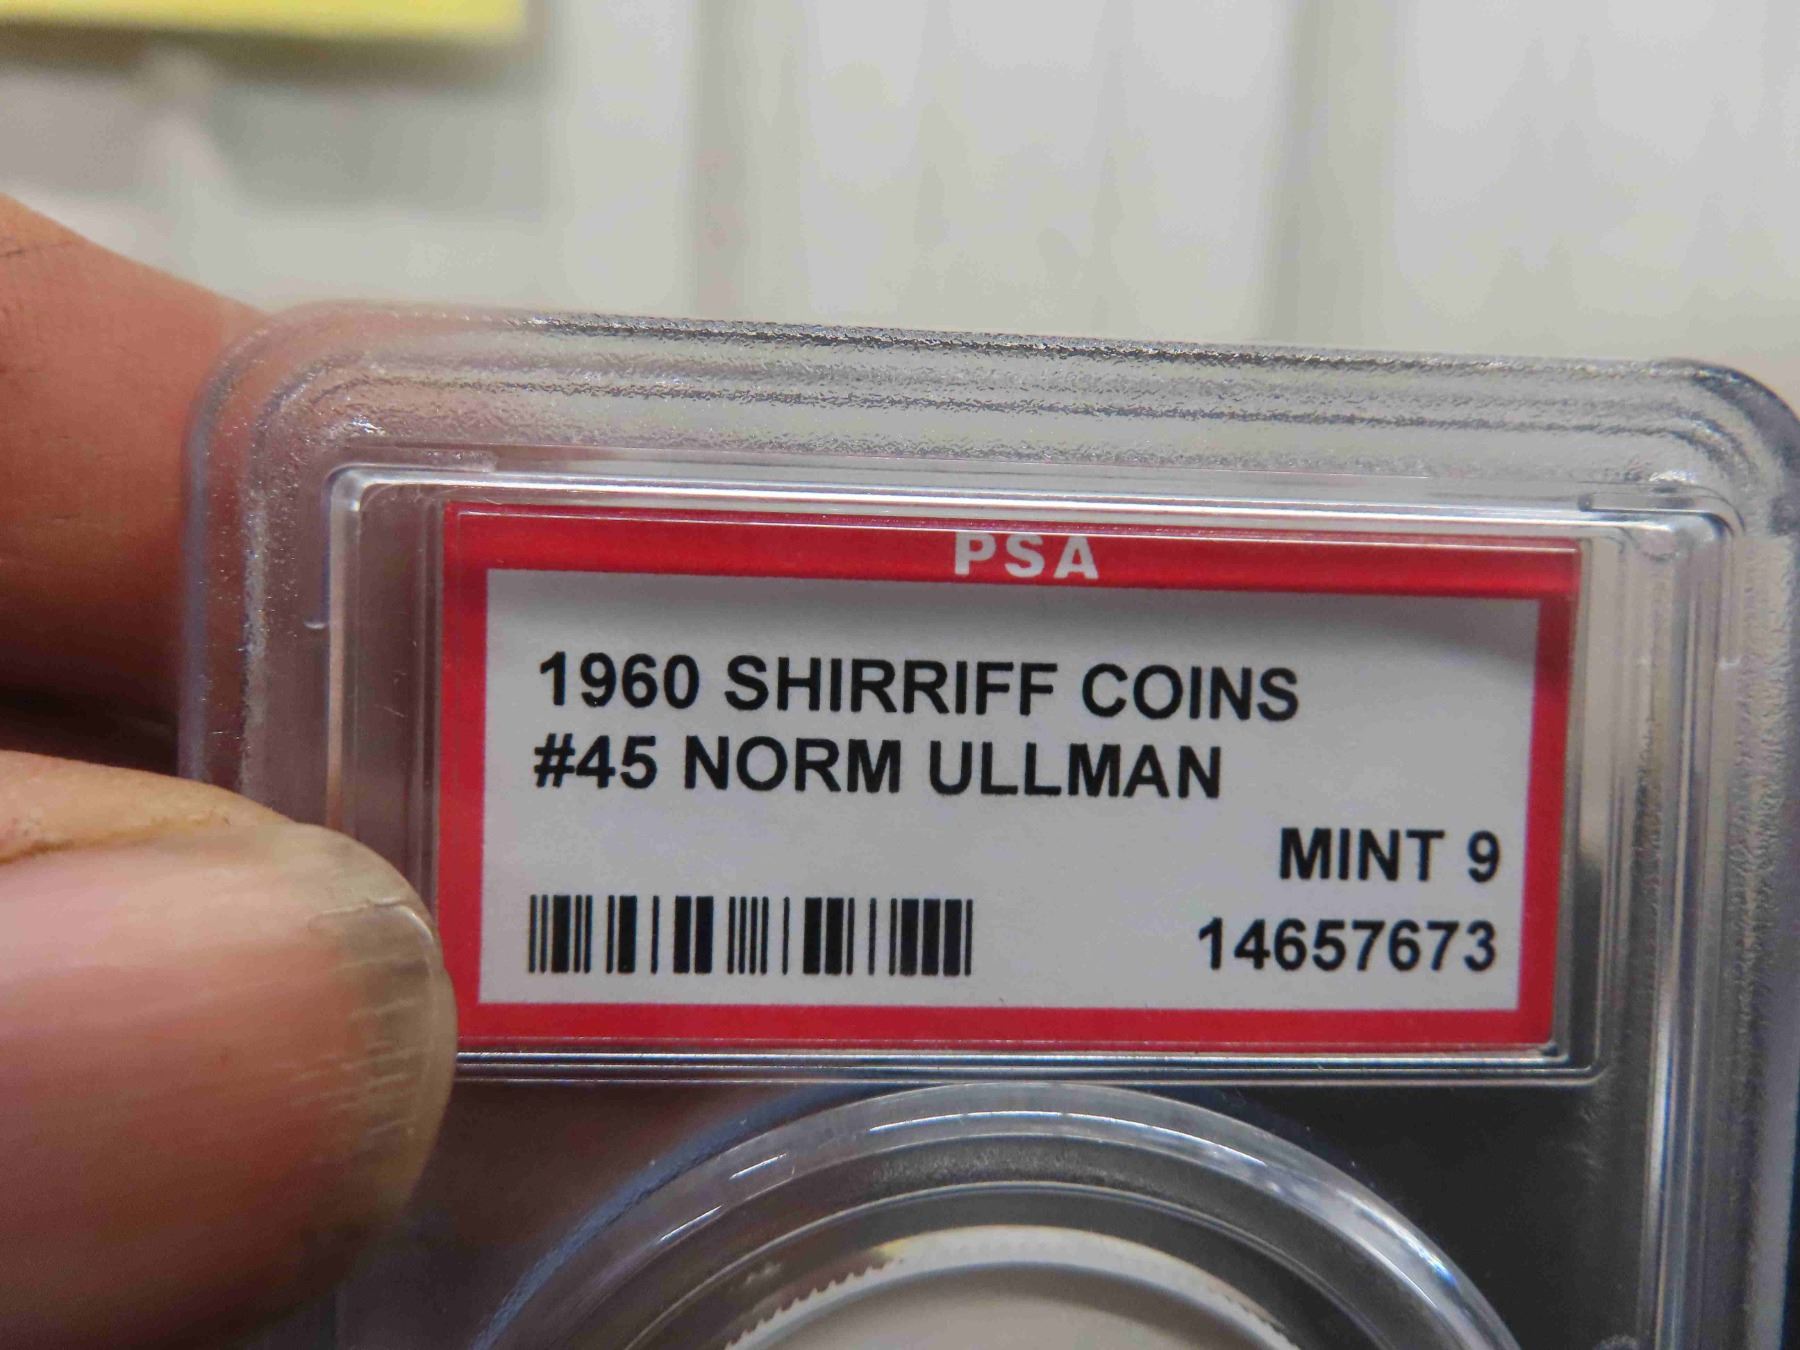 PSA
1960 SHIRRIFF COINS
#45 NORM ULLMAN
MINT 9
14657673